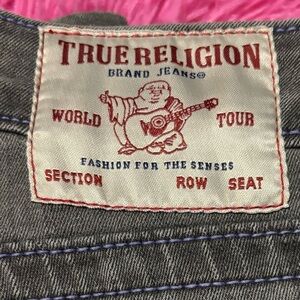 TRUE RELIGION
BRAND JEANS®
WORLD TOUR
FASHION FOR THE SENSES
SECTION ROW SEAT